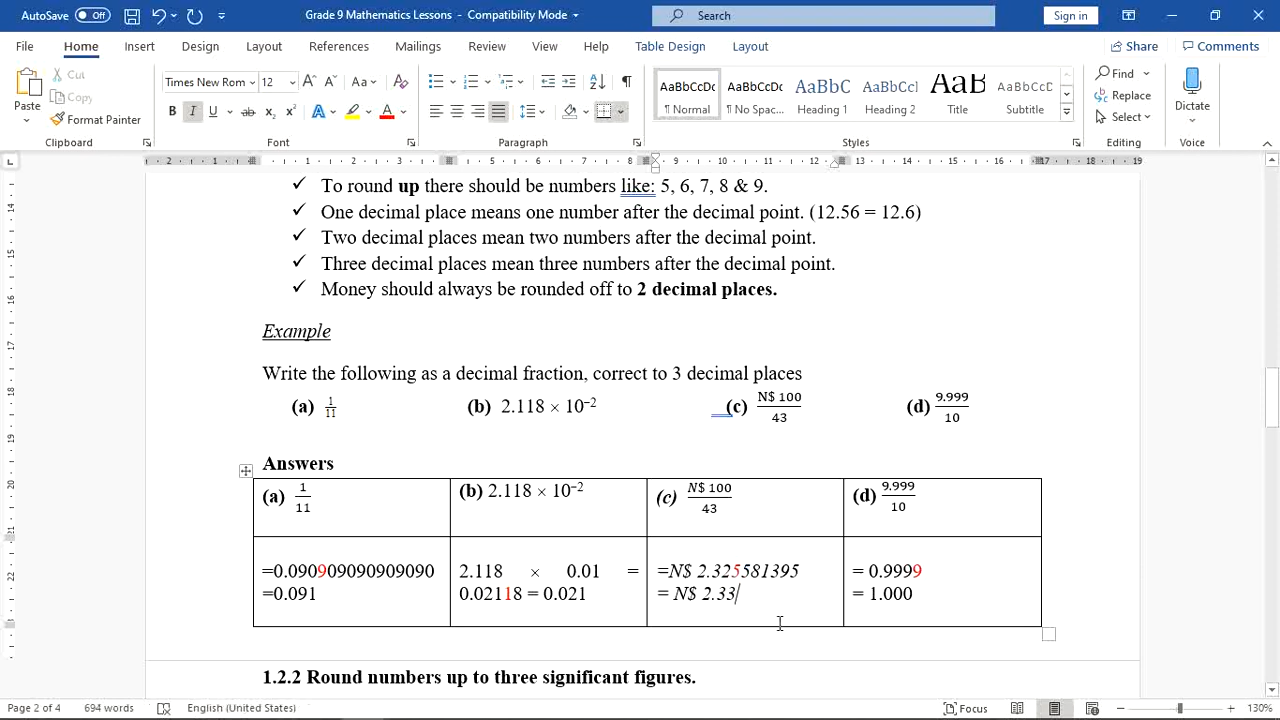 AutoSave Off Grade 9 Mathematics Lessons - Compatibility Mode Search Sign in
File Home Insert Design Layout References Mailings Review View Help Table Design Layout Share Comments
Cut
Copy
Format Painter
Paste
Times New Rom 12
Clipboard Font Paragraph Styles Editing Voice
AaBbCcDc AaBbCcDc AaBbC AaBbCcI AaB AaBbCcD
¶ Normal ¶ No Spac... Heading 1 Heading 2 Title Subtitle
Find
Replace
Select
Dictate
✓ To round up there should be numbers like: 5, 6, 7, 8 & 9.
✓ One decimal place means one number after the decimal point. (12.56 = 12.6)
✓ Two decimal places mean two numbers after the decimal point.
✓ Three decimal places mean three numbers after the decimal point.
✓ Money should always be rounded off to 2 decimal places.
Example
Write the following as a decimal fraction, correct to 3 decimal places
(a) 1/11 (b) 2.118 × 10⁻² (c) N$ 100/43 (d) 9.999/10
Answers
(a) 1/11 (b) 2.118 × 10⁻² (c) N$ 100/43 (d) 9.999/10
=0.090909090909090 2.118 × 0.01 = =N$ 2.325581395 = 0.9999
=0.091 0.02118 = 0.021 = N$ 2.33 = 1.000
1.2.2 Round numbers up to three significant figures.
Page 2 of 4 694 words English (United States) Focus 130%